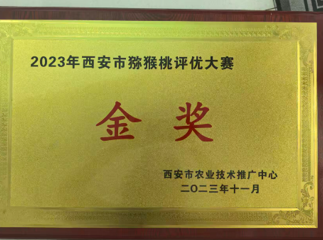 2023年西安市猕猴桃评优大赛
金奖
西安市农业技术推广中心
二〇二三年十一月